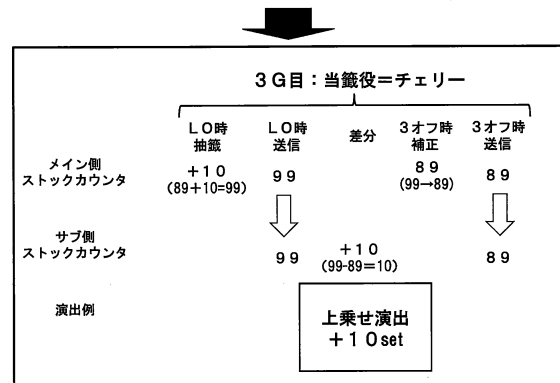 3G目：当籤役＝チェリー
LO時 LO時 差分 3オフ時 3オフ時
抽籤 送信 補正 送信
メイン側 ＋10 99 89 89
ストックカウンタ (89＋10=99) (99→89)
サブ側 ＋10
ストックカウンタ 99 (99-89＝10) 89
演出例 上乗せ演出
＋10set